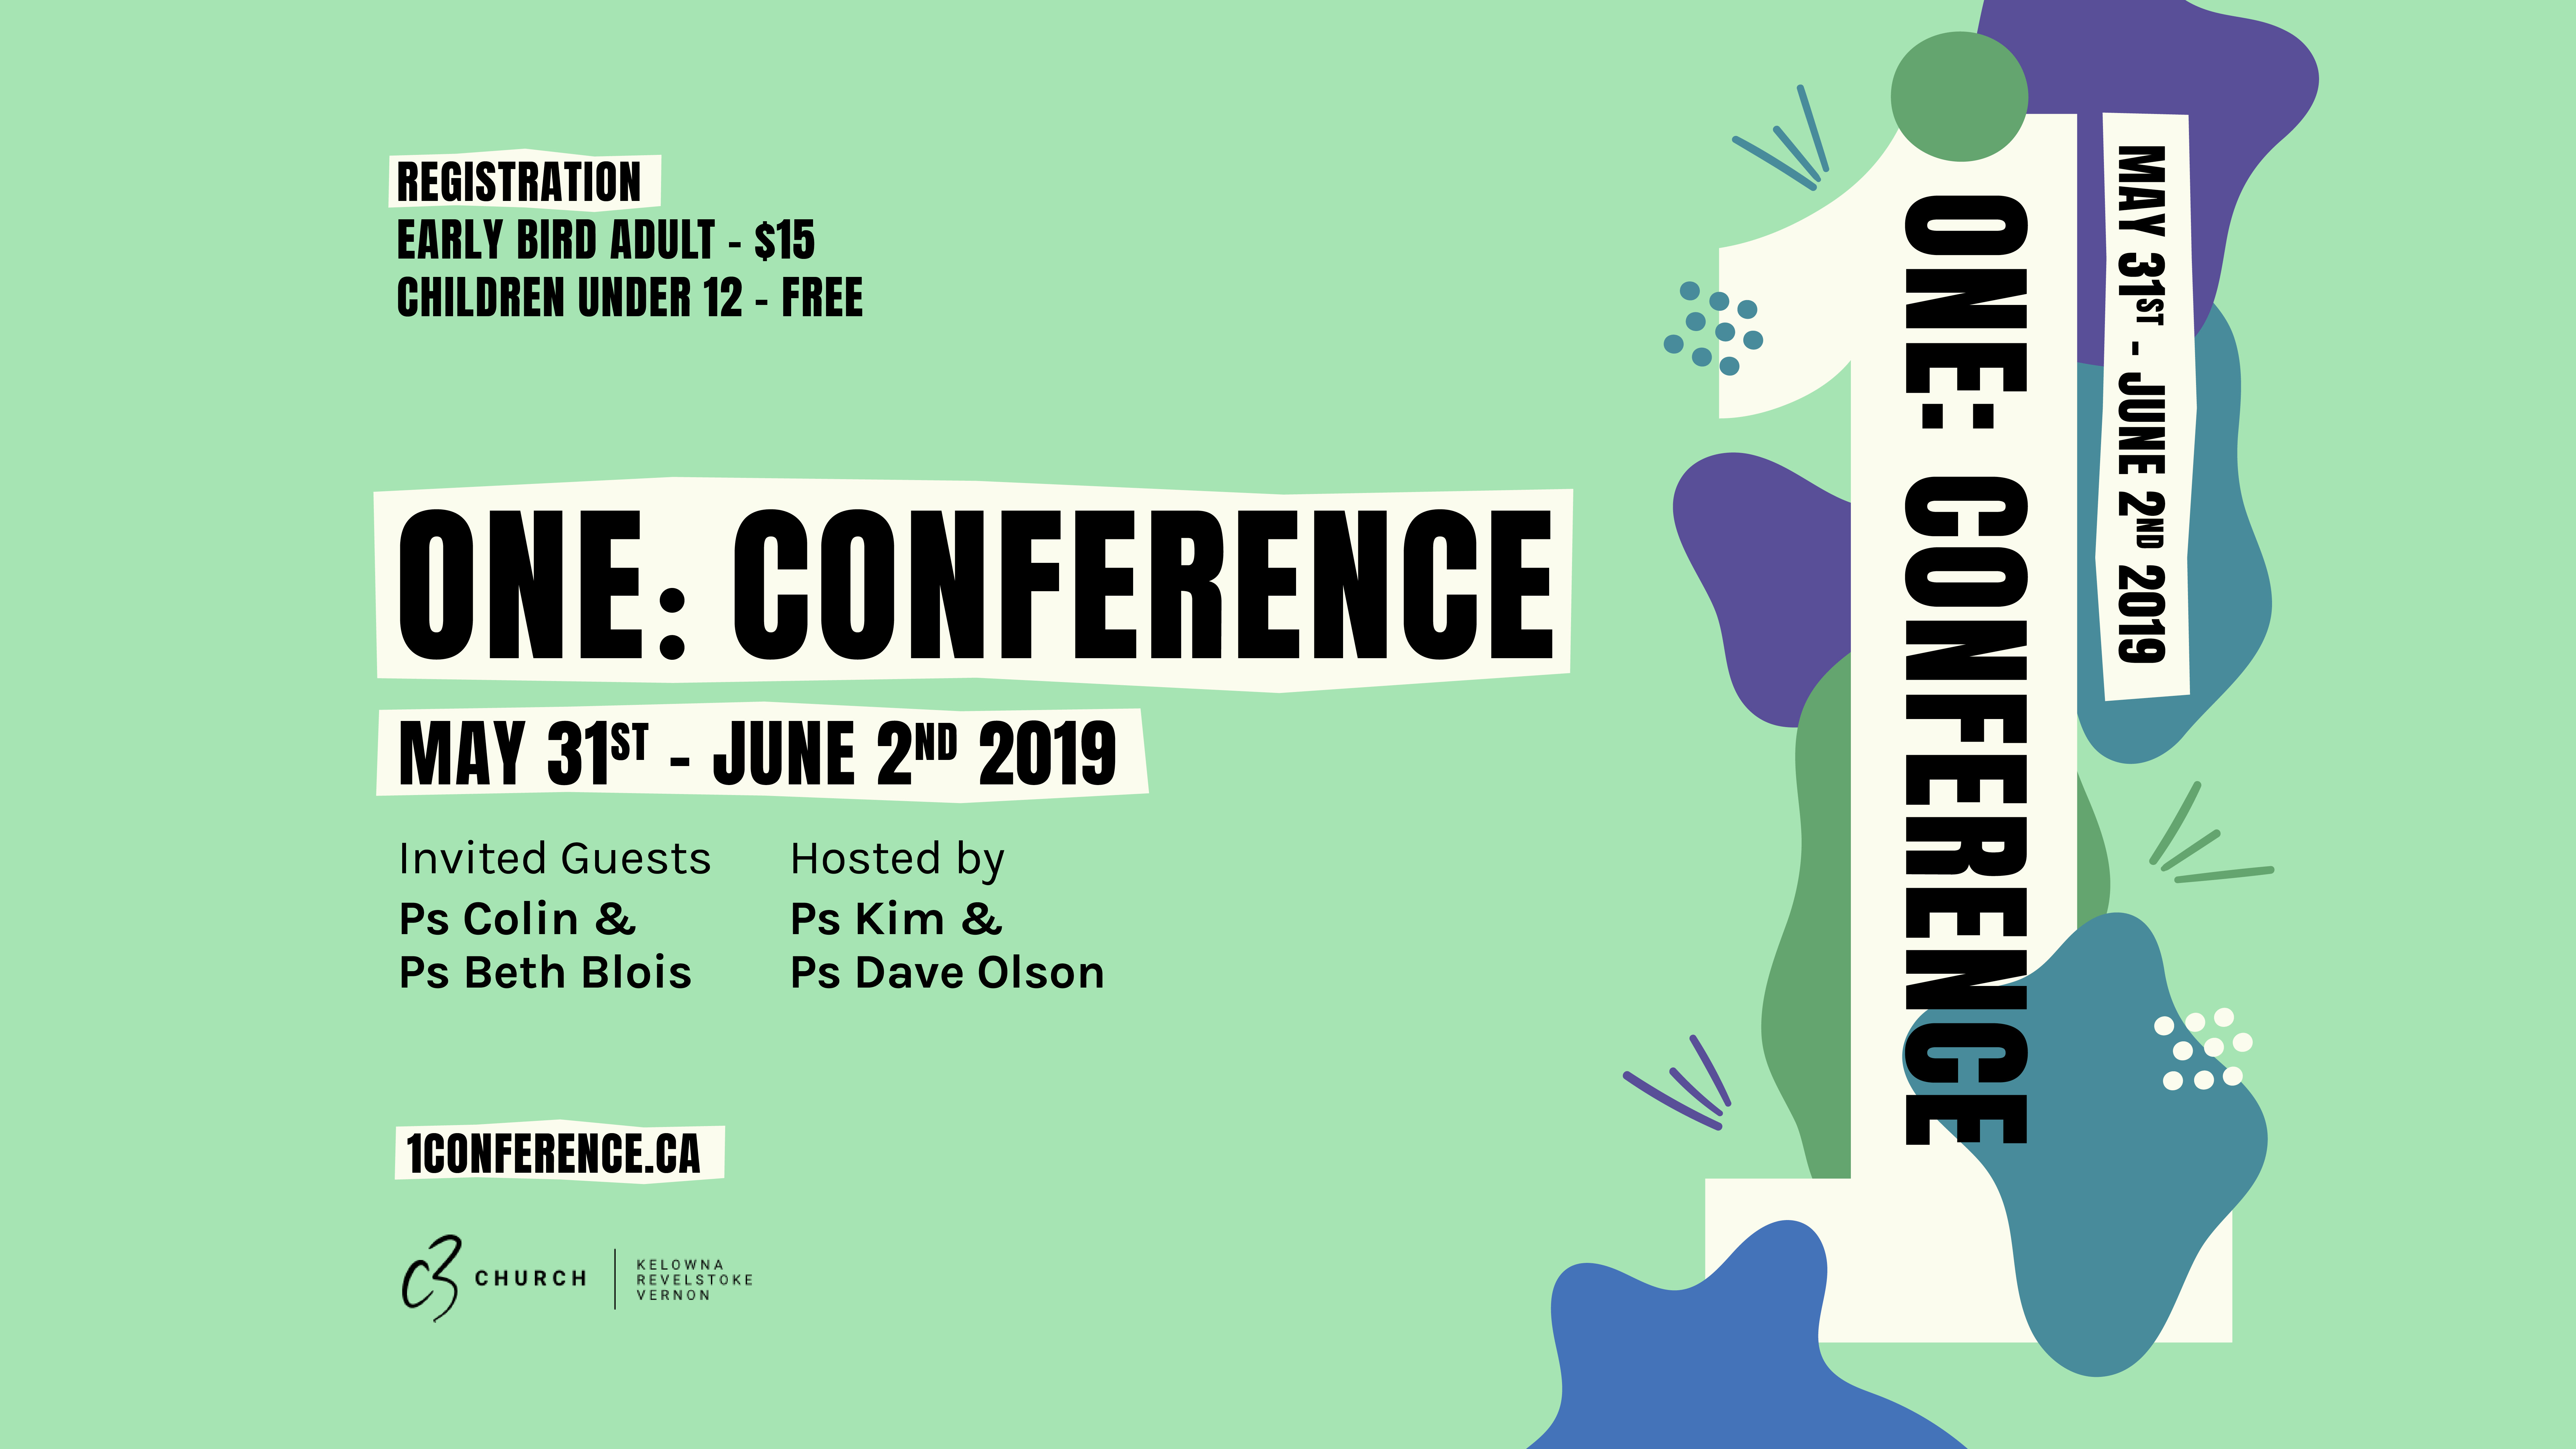 REGISTRATION
EARLY BIRD ADULT - $15
CHILDREN UNDER 12 - FREE
ONE: CONFERENCE
MAY 31ST - JUNE 2ND 2019
Invited Guests
Ps Colin &
Ps Beth Blois
Hosted by
Ps Kim &
Ps Dave Olson
1CONFERENCE.CA
C3 CHURCH
KELOWNA
REVELSTOKE
VERNON
1
ONE: CONFERENCE
MAY 31ST - JUNE 2ND 2019